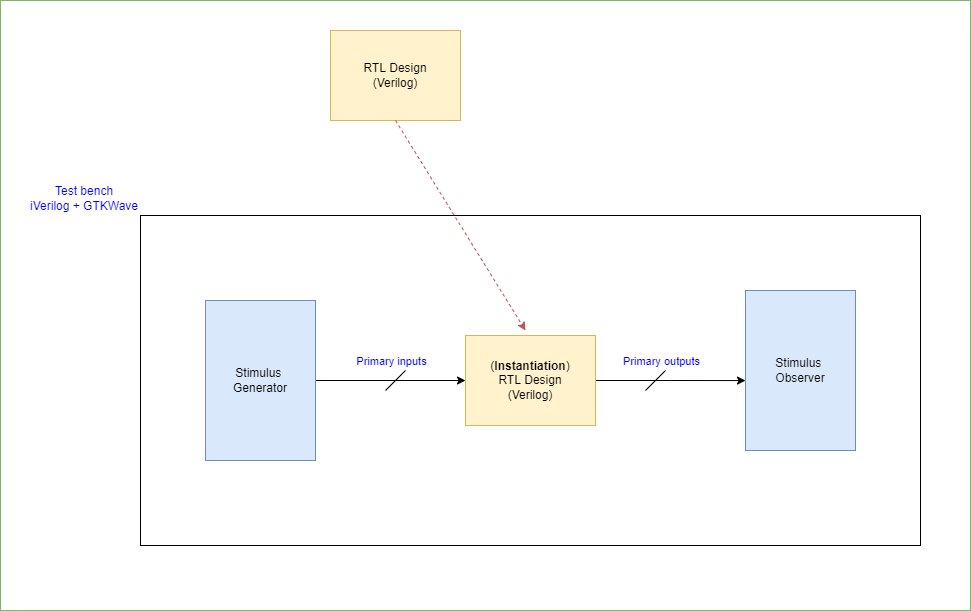 RTL Design
(Verilog)
Test bench
iVerilog + GTKWave
Stimulus
Generator
Primary inputs
(Instantiation)
RTL Design
(Verilog)
Primary outputs
Stimulus
Observer